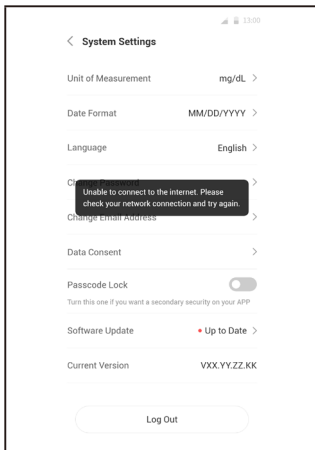 13:00
System Settings
Unit of Measurement mg/dL
Date Format MM/DD/YYYY
Language English
Change Password
Unable to connect to the internet. Please
check your network connection and try again.
Change Email Address
Data Consent
Passcode Lock
Turn this one if you want a secondary security on your APP
Software Update Up to Date
Current Version VXX.YY.ZZ.KK
Log Out